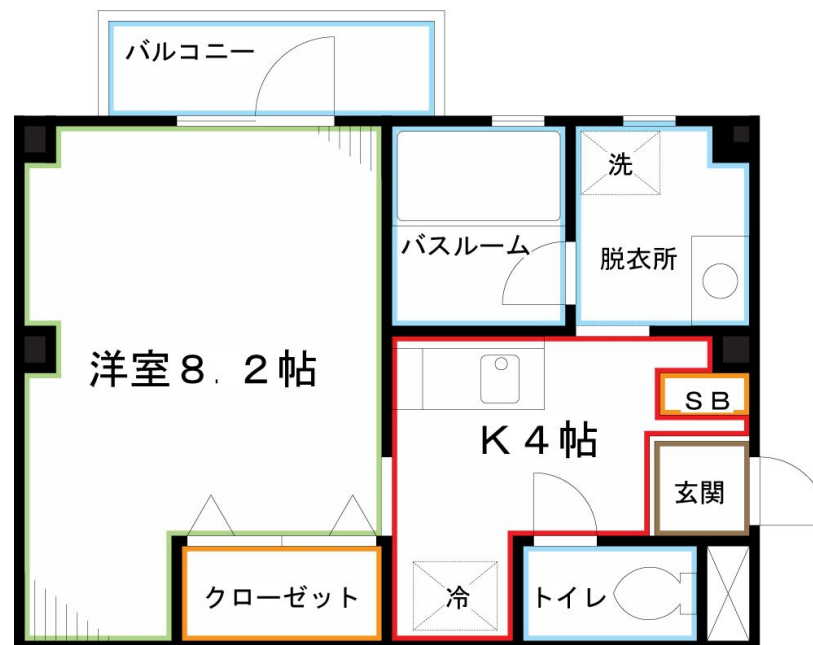 バルコニー
洗
バスルーム
脱衣所
洋室8.2帖
SB
K4帖
玄関
クローゼット
冷
トイレ